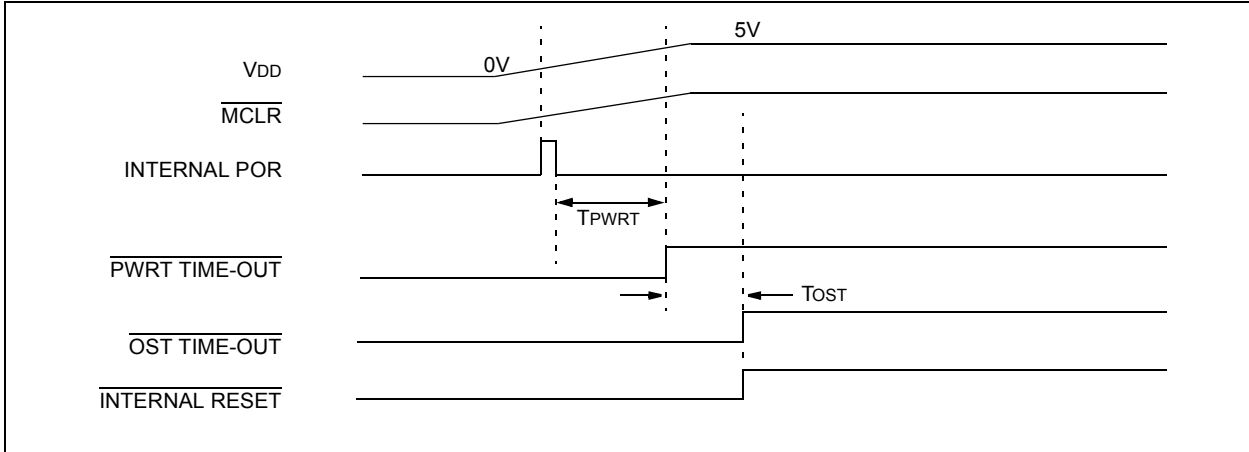 5V
VDD
0V
MCLR
INTERNAL POR
TPWRT
PWRT TIME-OUT
TOST
OST TIME-OUT
INTERNAL RESET